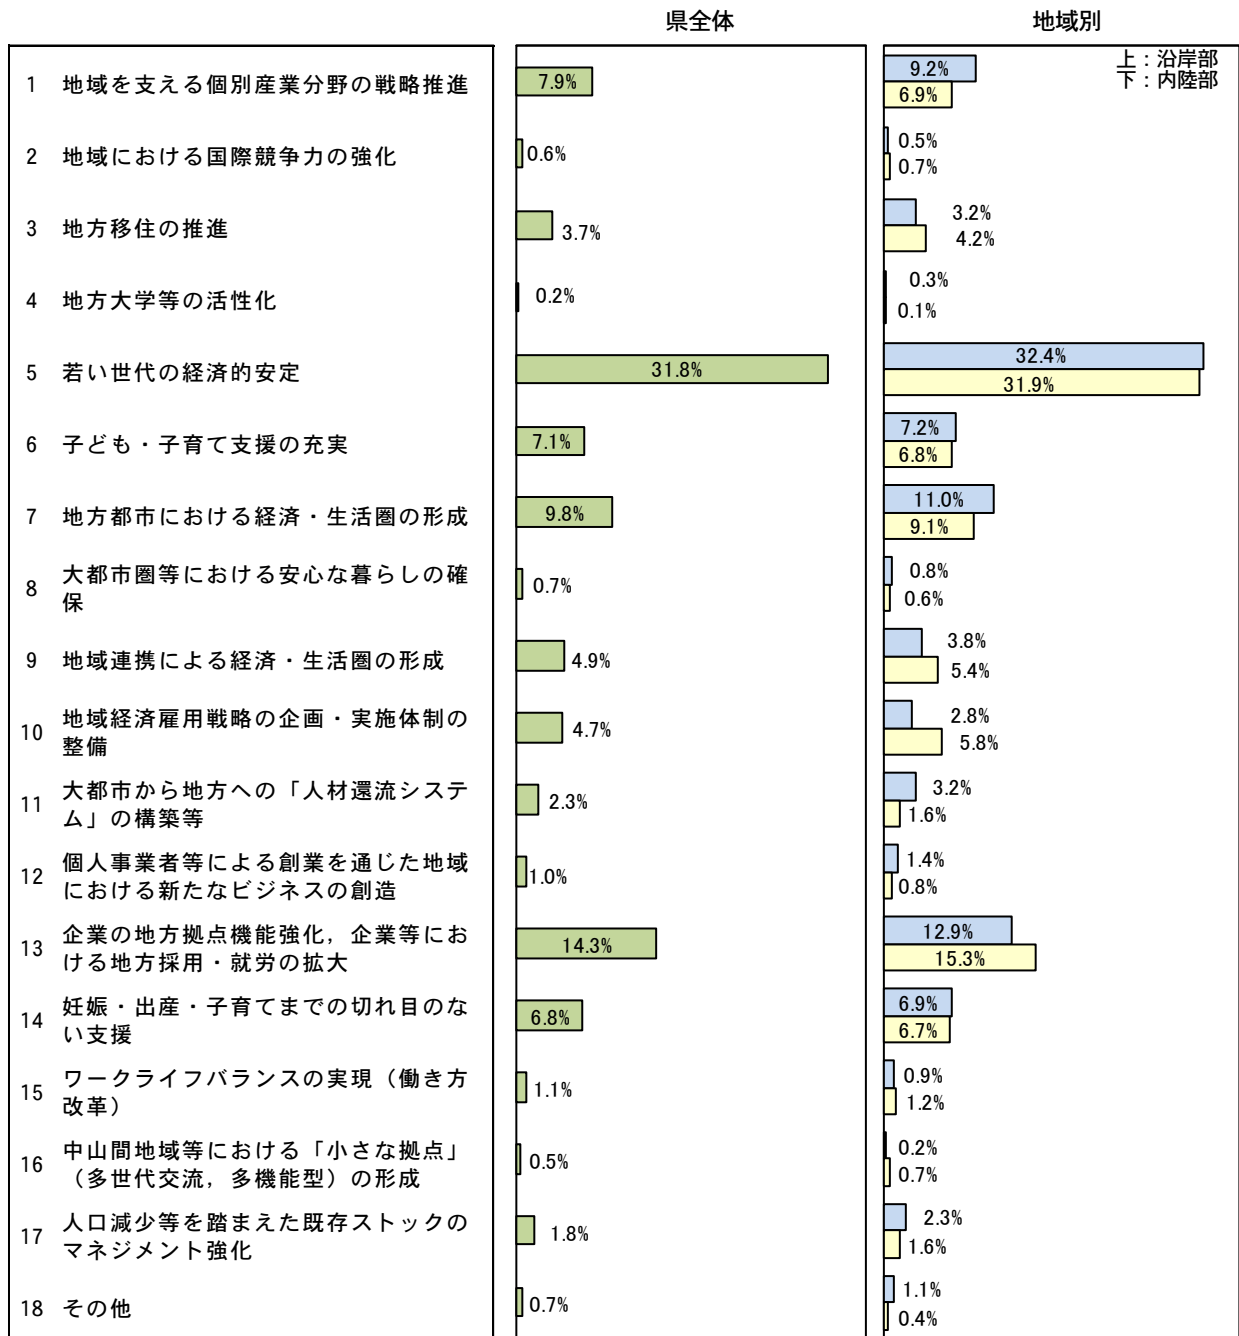 県全体 地域別
上:沿岸部
下:内陸部
1 地域を支える個別産業分野の戦略推進 7.9% 9.2%
6.9%
2 地域における国際競争力の強化 0.6% 0.5%
0.7%
3 地方移住の推進 3.7% 3.2%
4.2%
4 地方大学等の活性化 0.2% 0.3%
0.1%
5 若い世代の経済的安定 31.8% 32.4%
31.9%
6 子ども・子育て支援の充実 7.1% 7.2%
6.8%
7 地方都市における経済・生活圏の形成 9.8% 11.0%
9.1%
8 大都市圏等における安心な暮らしの確
保 0.7% 0.8%
0.6%
9 地域連携による経済・生活圏の形成 4.9% 3.8%
5.4%
10 地域経済雇用戦略の企画・実施体制の
整備 4.7% 2.8%
5.8%
11 大都市から地方への「人材還流システ
ム」の構築等 2.3% 3.2%
1.6%
12 個人事業者等による創業を通じた地域
における新たなビジネスの創造 1.0% 1.4%
0.8%
13 企業の地方拠点機能強化,企業等にお
ける地方採用・就労の拡大 14.3% 12.9%
15.3%
14 妊娠・出産・子育てまでの切れ目のな
い支援 6.8% 6.9%
6.7%
15 ワークライフバランスの実現(働き方
改革) 1.1% 0.9%
1.2%
16 中山間地域等における「小さな拠点」
(多世代交流,多機能型)の形成 0.5% 0.2%
0.7%
17 人口減少等を踏まえた既存ストックの
マネジメント強化 1.8% 2.3%
1.6%
18 その他 0.7% 1.1%
0.4%